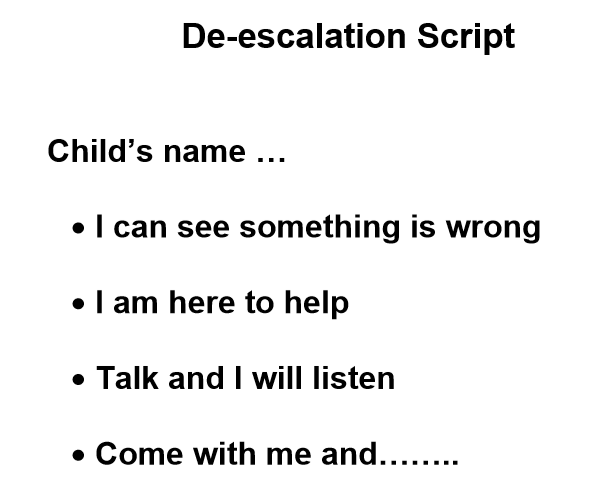 De-escalation Script
Child’s name …
• I can see something is wrong
• I am here to help
• Talk and I will listen
• Come with me and……..